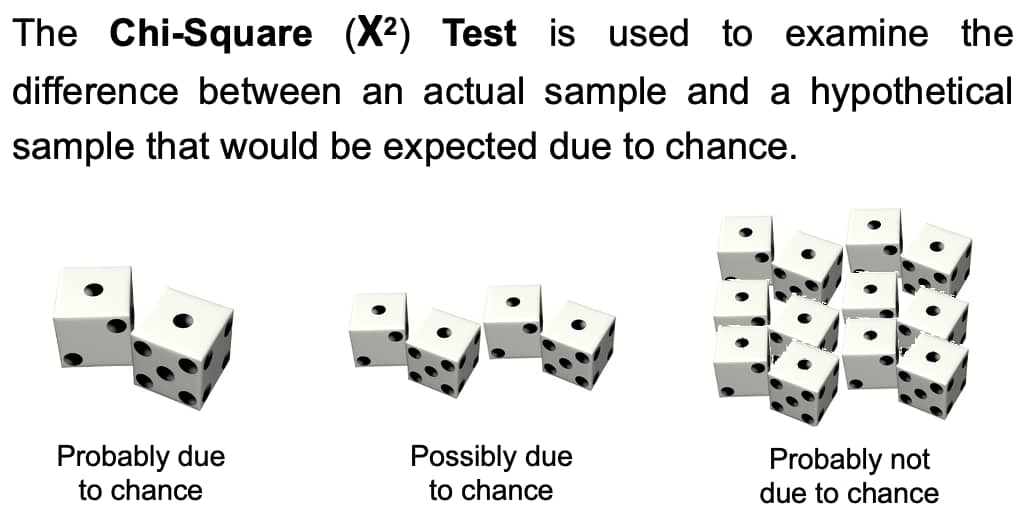 The Chi-Square (X²) Test is used to examine the
difference between an actual sample and a hypothetical
sample that would be expected due to chance.
Probably due
to chance
Possibly due
to chance
Probably not
due to chance